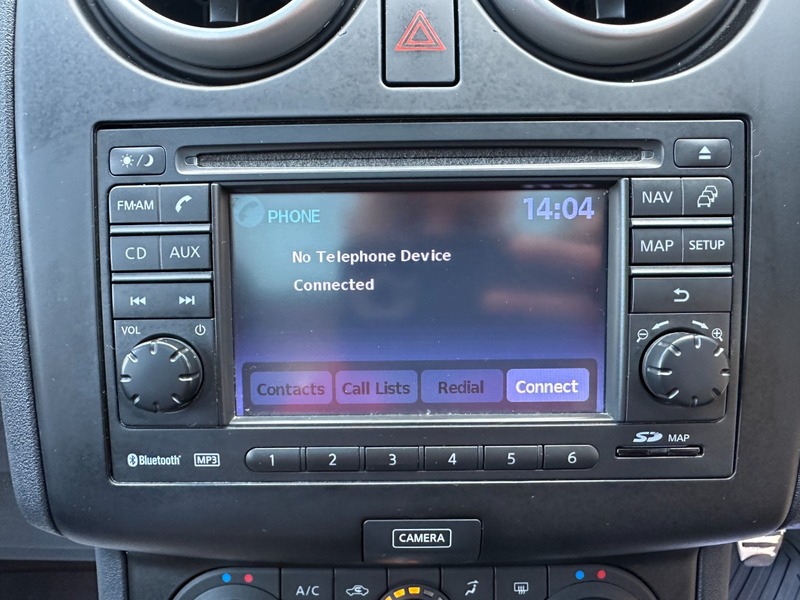 FM·AM
CD AUX
VOL
Bluetooth®
MP3
PHONE 14:04
No Telephone Device
Connected
Contacts Call Lists Redial Connect
NAV
MAP SETUP
SD MAP
1 2 3 4 5 6
CAMERA
A/C